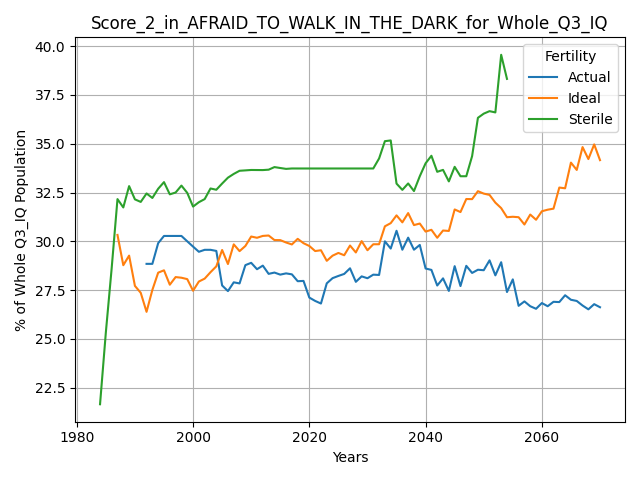 Score_2_in_AFRAID_TO_WALK_IN_THE_DARK_for_Whole_Q3_IQ
% of Whole Q3_IQ Population
40.0
37.5
35.0
32.5
30.0
27.5
25.0
22.5
Fertility
Actual
Ideal
Sterile
1980
2000
2020
2040
2060
Years